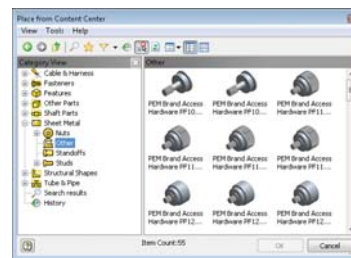 Place from Content Center
View Tools Help
Category View
Other
Cable & Harness
Fasteners
Features
Other Parts
Shaft Parts
Sheet Metal
Nuts
Other
Standoffs
Studs
Structural Shapes
Tube & Pipe
Search results
History
PEM Brand Access Hardware PF10....
PEM Brand Access Hardware PF10....
PEM Brand Access Hardware PF11....
PEM Brand Access Hardware PF11....
PEM Brand Access Hardware PF11....
PEM Brand Access Hardware PF11....
PEM Brand Access Hardware PF12....
PEM Brand Access Hardware PF12....
PEM Brand Access Hardware PF12....
Item Count:55
OK
Cancel